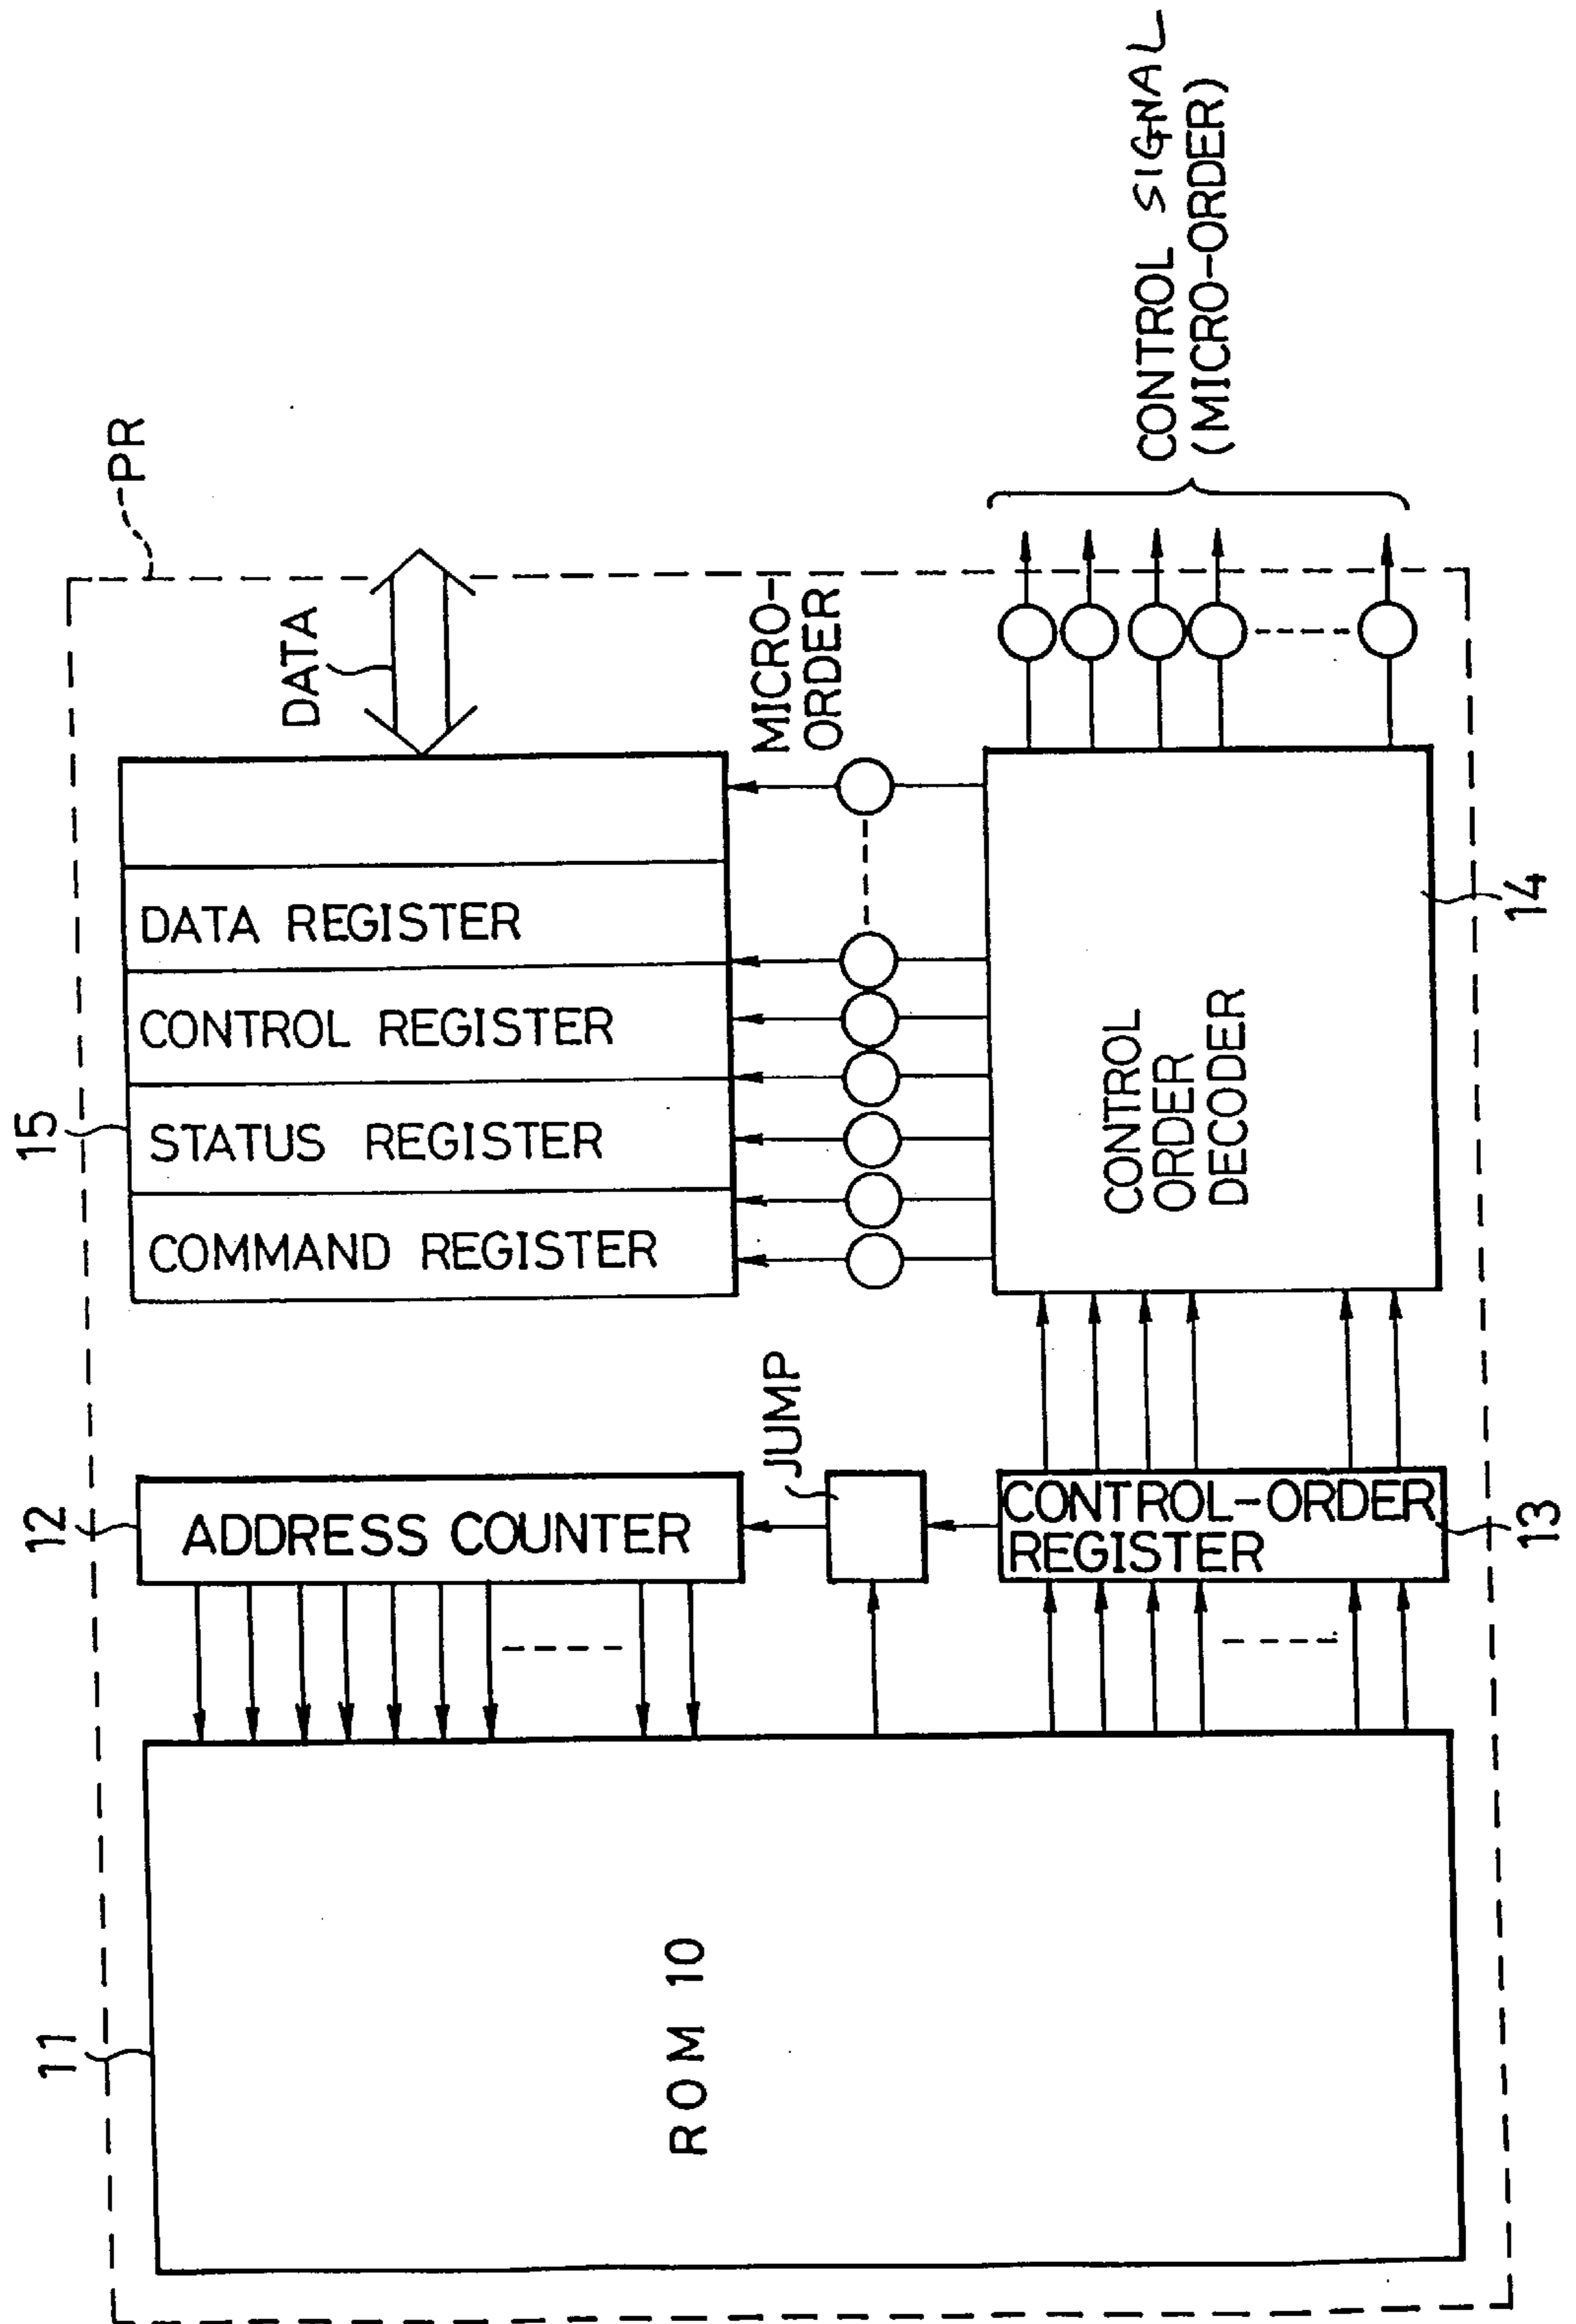 11
12
15
PR
ROM 10
ADDRESS COUNTER
JUMP
CONTROL-ORDER
REGISTER
13
COMMAND REGISTER
STATUS REGISTER
CONTROL REGISTER
DATA REGISTER
DATA
MICRO-
ORDER
CONTROL
ORDER
DECODER
14
CONTROL SIGNAL
(MICRO-ORDER)